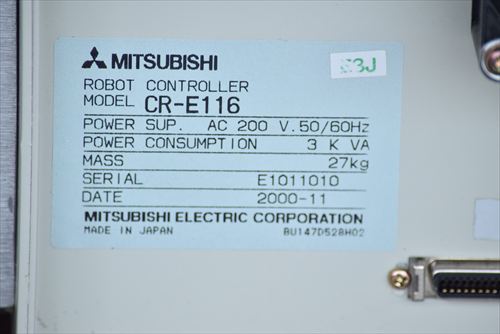 MITSUBISHI
E3J
ROBOT CONTROLLER
MODEL CR-E116
POWER SUP. AC 200 V.50/60Hz
POWER CONSUMPTION 3 K VA
MASS 27kg
SERIAL E1011010
DATE 2000-11
MITSUBISHI ELECTRIC CORPORATION
MADE IN JAPAN BU147D528H02